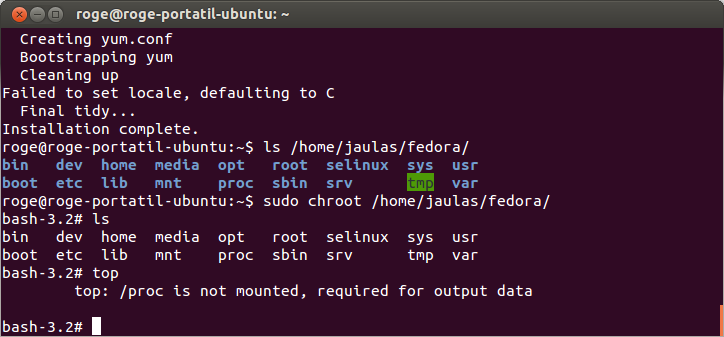 roge@roge-portatil-ubuntu: ~
  Creating yum.conf
  Bootstrapping yum
  Cleaning up
Failed to set locale, defaulting to C
  Final tidy...
Installation complete.
roge@roge-portatil-ubuntu:~$ ls /home/jaulas/fedora/
bin   dev  home  media  opt   root  selinux  sys  usr
boot  etc  lib   mnt    proc  sbin  srv      tmp  var
roge@roge-portatil-ubuntu:~$ sudo chroot /home/jaulas/fedora/
bash-3.2# ls
bin   dev  home  media  opt   root  selinux  sys  usr
boot  etc  lib   mnt    proc  sbin  srv      tmp  var
bash-3.2# top
        top: /proc is not mounted, required for output data
bash-3.2#